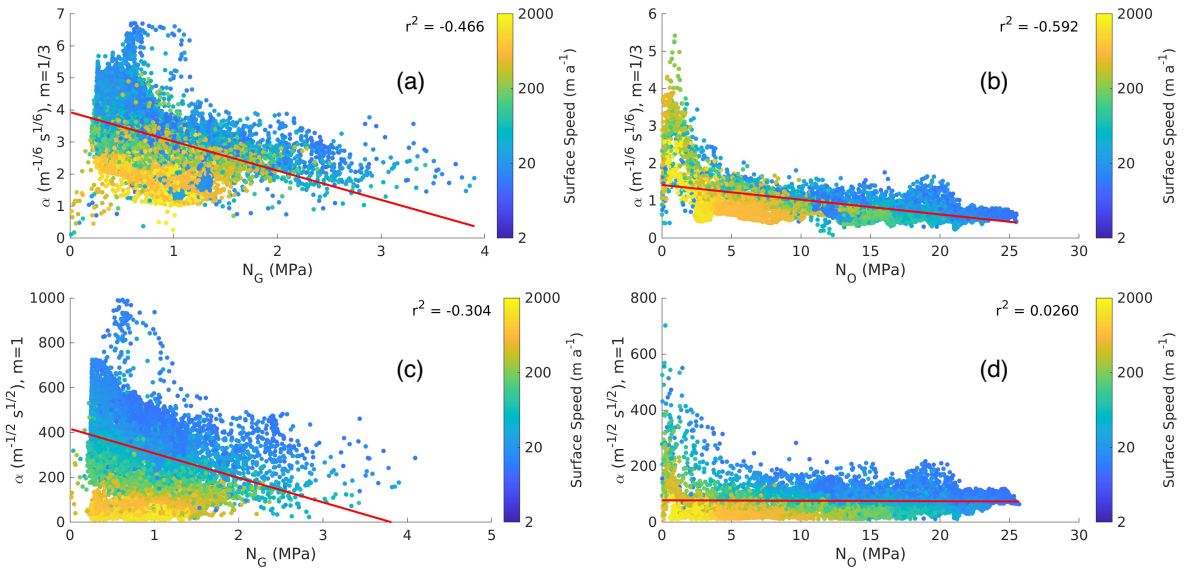 7
6
5
4
3
2
1
0
α (m⁻¹/⁶ s¹/⁶), m=1/3
0 1 2 3 4
N_G (MPa)
r² = -0.466
(a)
2000
200
20
2
Surface Speed (m a⁻¹)
6
5
4
3
2
1
0
α (m⁻¹/⁶ s¹/⁶), m=1/3
0 5 10 15 20 25 30
N_O (MPa)
r² = -0.592
(b)
2000
200
20
2
Surface Speed (m a⁻¹)
1000
800
600
400
200
0
α (m⁻¹/² s¹/²), m=1
0 1 2 3 4 5
N_G (MPa)
r² = -0.304
(c)
2000
200
20
2
Surface Speed (m a⁻¹)
800
600
400
200
0
α (m⁻¹/² s¹/²), m=1
0 5 10 15 20 25 30
N_O (MPa)
r² = 0.0260
(d)
2000
200
20
2
Surface Speed (m a⁻¹)